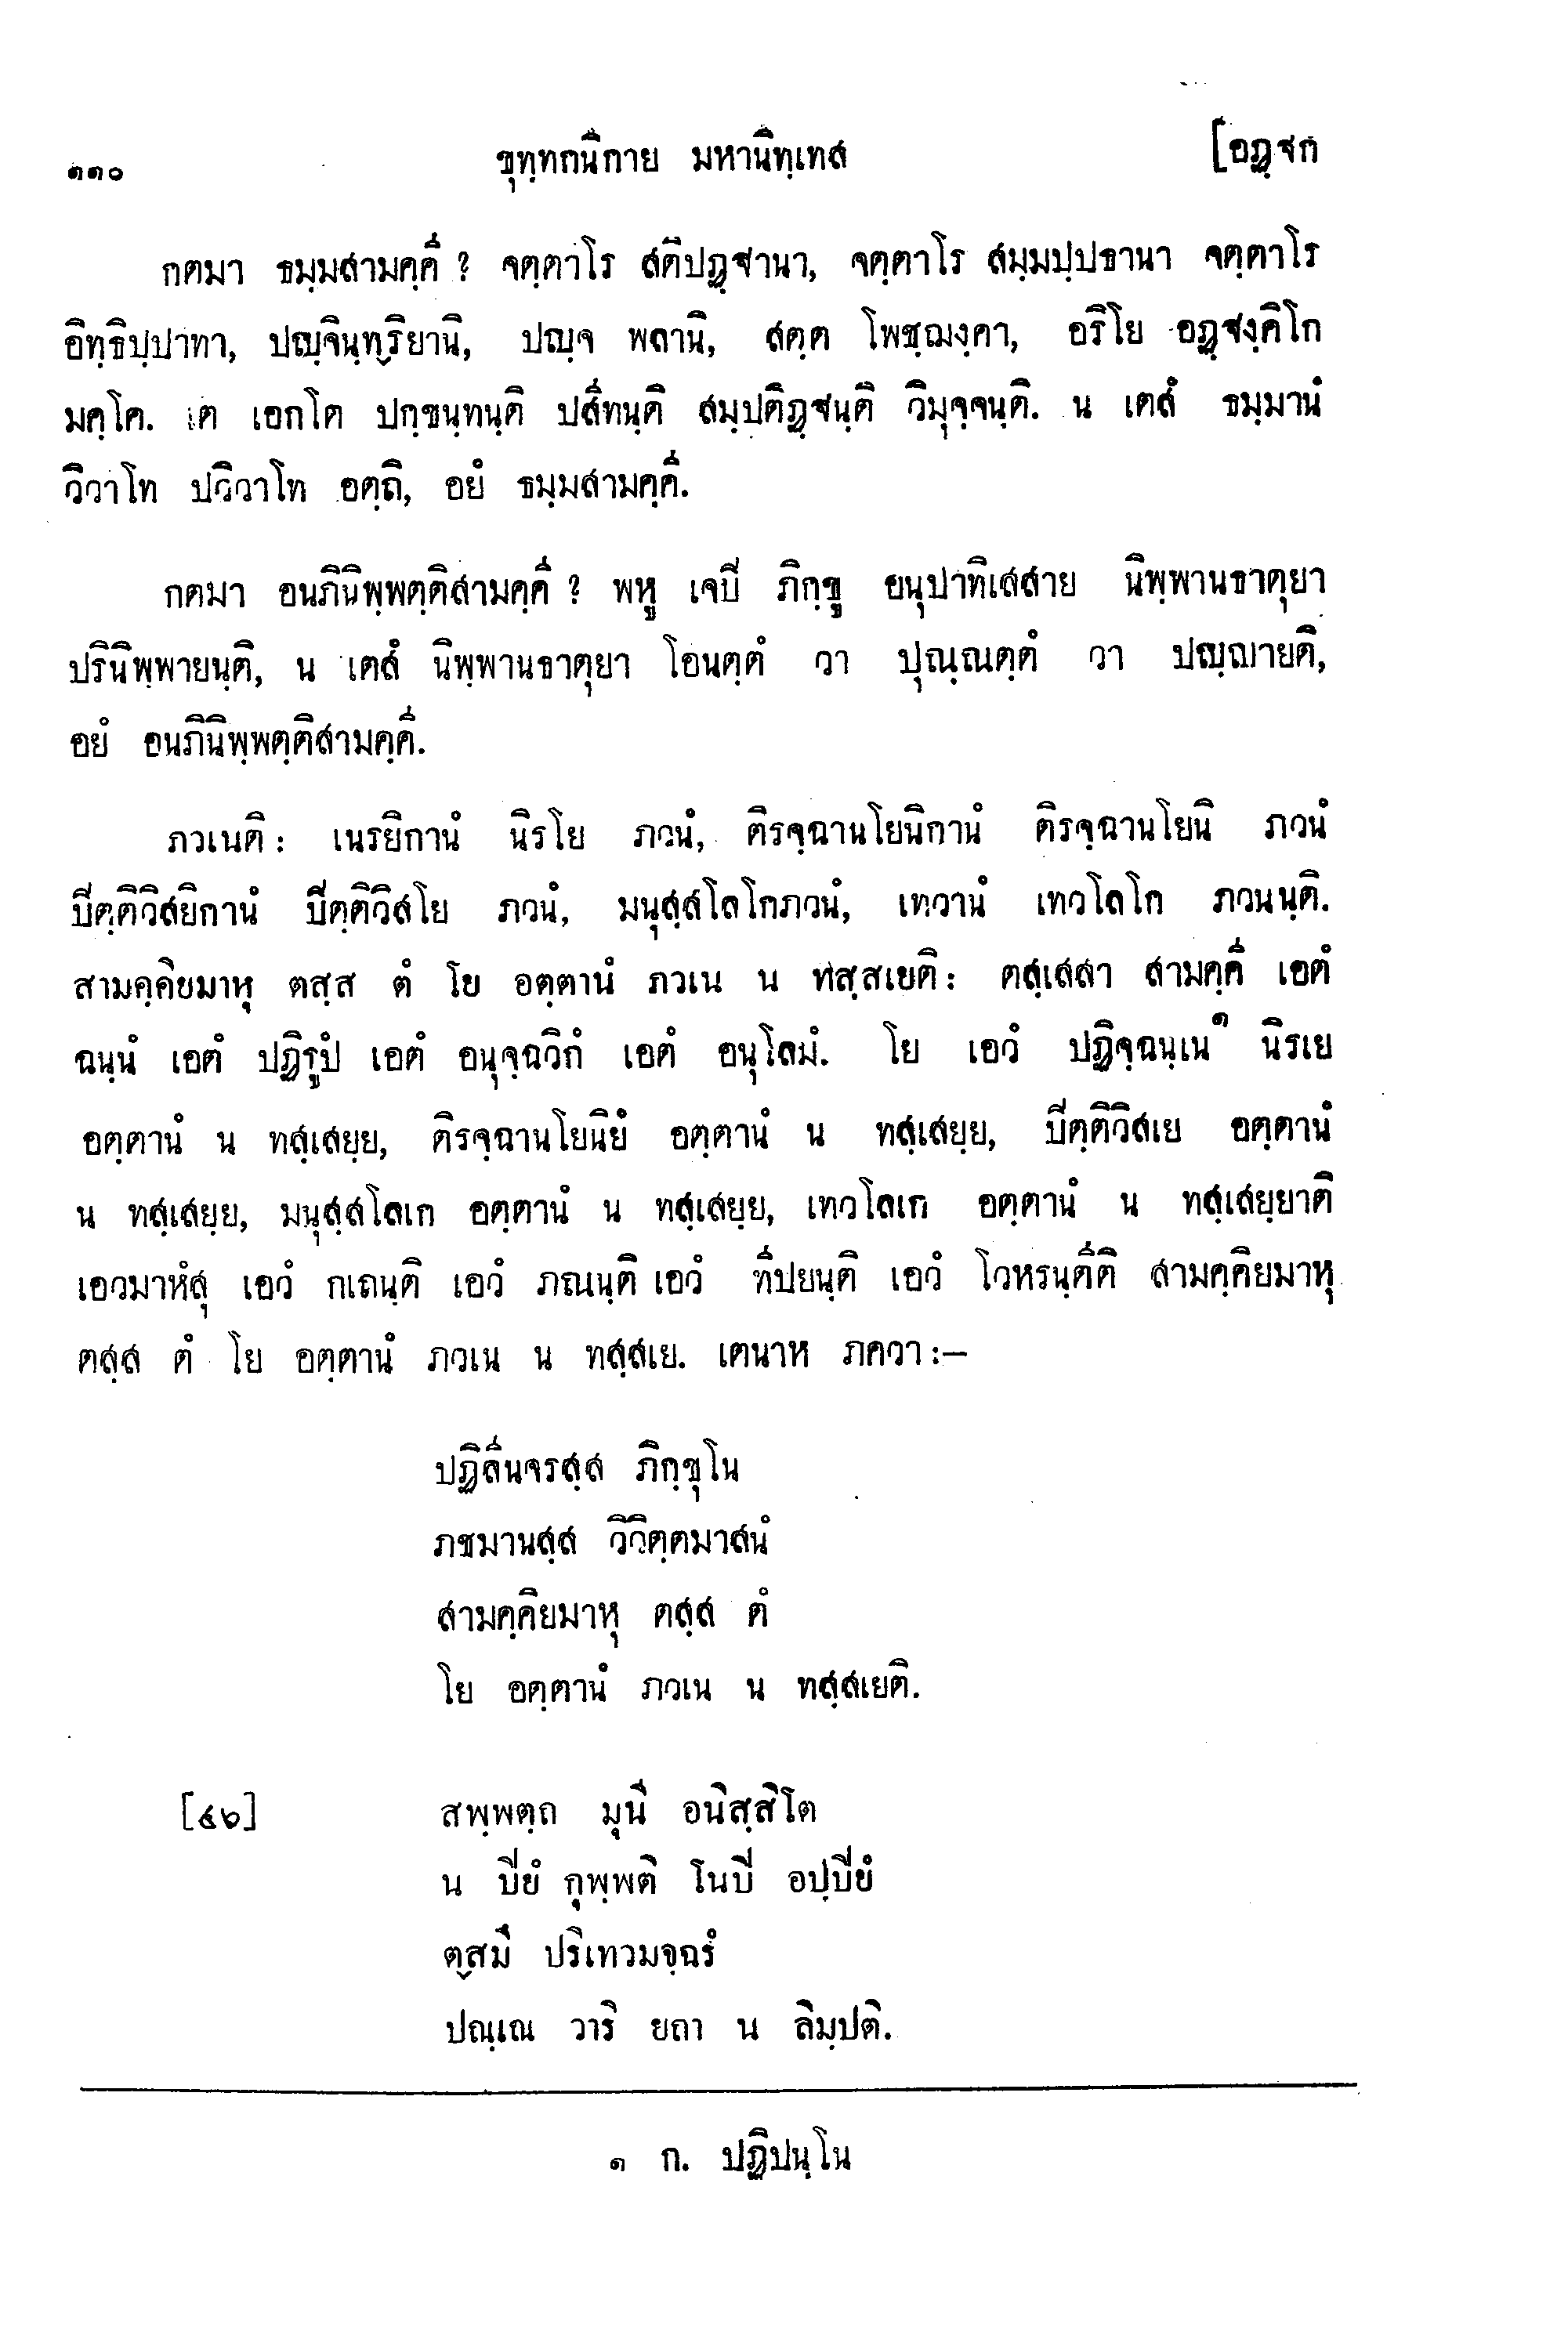 ๑๑๐ ขุทฺทกนิกาย มหานิทฺเทส [อฏฺฐก
กตมา ธมฺมสามคฺคี ? จตฺตาโร สติปฏฺฐานา, จตฺตาโร สมฺมปฺปธานา จตฺตาโร
อิทฺธิปฺปาทา, ปญฺจินฺทฺริยานิ, ปญฺจ พลานิ, สตฺต โพชฺฌงฺคา, อริโย อฏฺฐงฺคิโก
มคฺโค. เต เอกโต ปกฺขนฺทนฺติ ปสีทนฺติ สมฺปติฏฺฐนฺติ วิมุจฺจนฺติ. น เตสํ ธมฺมานํ
วิวาโท ปวิวาโท อตฺถิ, อยํ ธมฺมสามคฺคี.
กตมา อนภินิพฺพตฺติสามคฺคี ? พหู เจปิ ภิกฺขู อนุปาทิเสสาย นิพฺพานธาตุยา
ปรินิพฺพายนฺติ, น เตสํ นิพฺพานธาตุยา โอนตฺตํ วา ปุณฺณตฺตํ วา ปญฺญายติ,
อยํ อนภินิพฺพตฺติสามคฺคี.
ภวเนติ : เนรยิกานํ นิรโย ภวนํ, ติรจฺฉานโยนิกานํ ติรจฺฉานโยนิ ภวนํ
ปิตฺติวิสยิกานํ ปิตฺติวิสโย ภวนํ, มนุสฺสโลโกภวนํ, เทวานํ เทวโลโก ภวนนฺติ.
สามคฺคิยมาหุ ตสฺส ตํ โย อตฺตานํ ภวเน น ทสฺสเยติ : ตสฺเสสา สามคฺคี เอตํ
ฉนฺนํ เอตํ ปฏิรูปํ เอตํ อนุจฺฉวิกํ เอตํ อนุโลมํ. โย เอวํ ปฏิจฺฉนฺเน ๑ นิรเย
อตฺตานํ น ทสฺเสยฺย, ติรจฺฉานโยนิยํ อตฺตานํ น ทสฺเสยฺย, ปิตฺติวิสเย อตฺตานํ
น ทสฺเสยฺย, มนุสฺสโลเก อตฺตานํ น ทสฺเสยฺย, เทวโลเก อตฺตานํ น ทสฺเสยฺยาติ
เอวมาหํสุ เอวํ กเถนฺติ เอวํ ภณนฺติ เอวํ ทีปยนฺติ เอวํ โวหรนฺตีติ สามคฺคิยมาหุ
ตสฺส ตํ โย อตฺตานํ ภวเน น ทสฺสเย. เตนาห ภควา :–
ปฏิลีนจรสฺส ภิกฺขุโน
ภชมานสฺส วิวิตฺตมาสนํ
สามคฺคิยมาหุ ตสฺส ตํ
โย อตฺตานํ ภวเน น ทสฺสเยติ.
[๔๖] สพฺพตฺถ มุนี อนิสฺสิโต
น ปิยํ กุพฺพติ โนปิ อปฺปิยํ
ตสฺมึ ปริเทวมจฺฉรํ
ปณฺเณ วาริ ยถา น ลิมฺปติ.
๑ ก. ปฏิปนฺโน